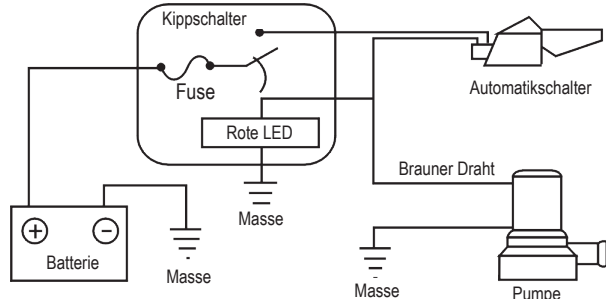 Kippschalter
Fuse
Automatikschalter
Rote LED
Brauner Draht
Masse
+
-
Batterie
Masse
Masse
Pumpe